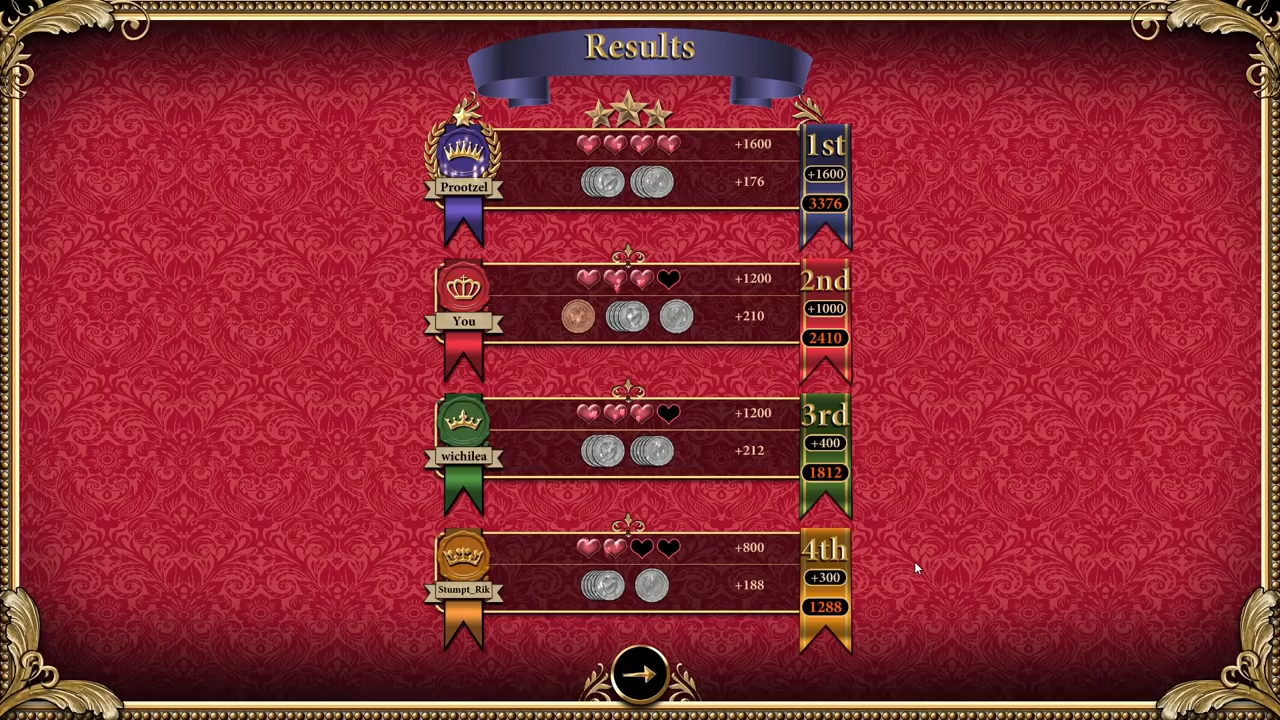 Results
+1600
1st
+176
+1600
Prootzel
3376
+1200
2nd
+210
+1000
You
2410
+1200
3rd
+212
+400
wichilea
1812
+800
4th
+188
+300
Stumpt_Rik
1288